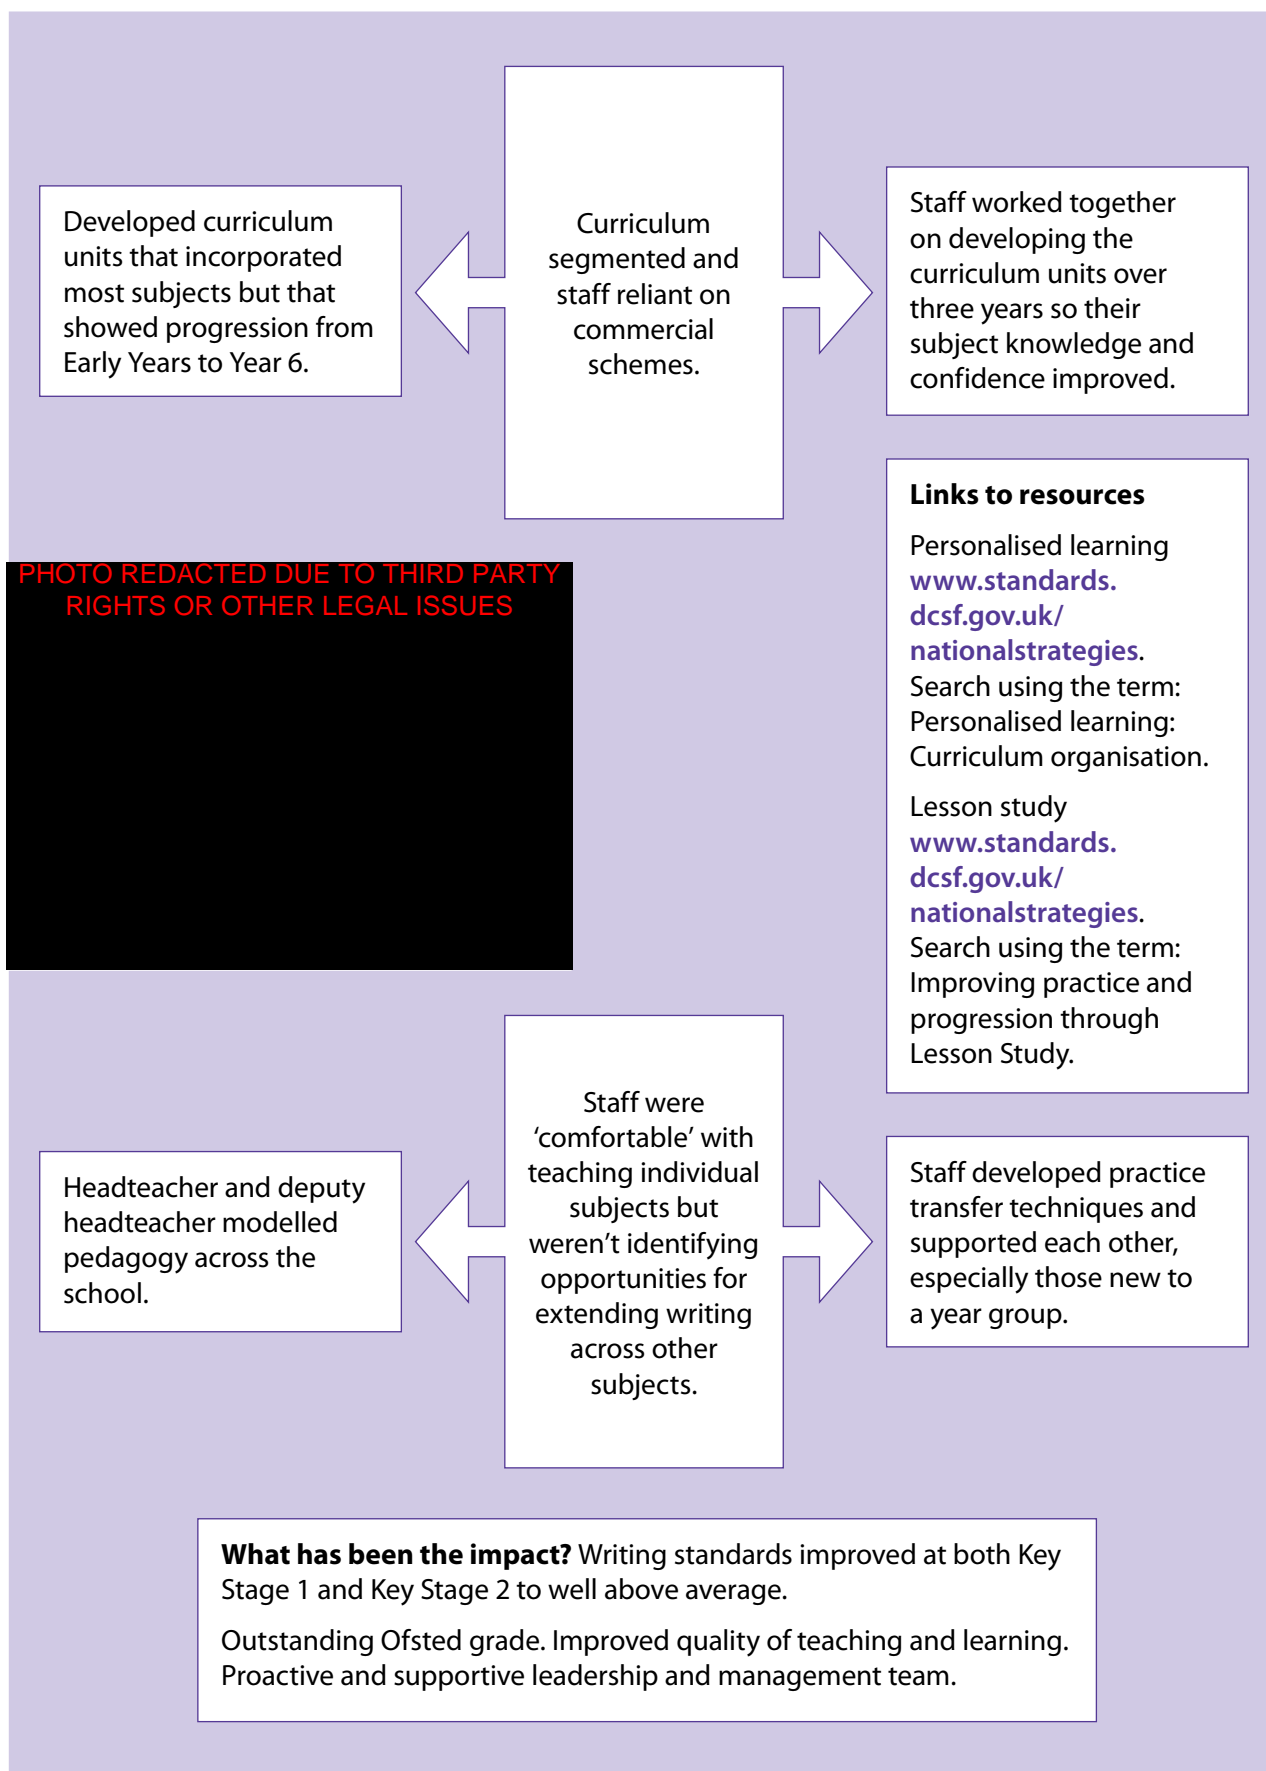 Developed curriculum
units that incorporated
most subjects but that
showed progression from
Early Years to Year 6.
Curriculum
segmented and
staff reliant on
commercial
schemes.
Staff worked together
on developing the
curriculum units over
three years so their
subject knowledge and
confidence improved.
PHOTO REDACTED DUE TO THIRD PARTY
RIGHTS OR OTHER LEGAL ISSUES
Links to resources
Personalised learning
www.standards.
dcsf.gov.uk/
nationalstrategies.
Search using the term:
Personalised learning:
Curriculum organisation.
Lesson study
www.standards.
dcsf.gov.uk/
nationalstrategies.
Search using the term:
Improving practice and
progression through
Lesson Study.
Headteacher and deputy
headteacher modelled
pedagogy across the
school.
Staff were
‘comfortable’ with
teaching individual
subjects but
weren’t identifying
opportunities for
extending writing
across other
subjects.
Staff developed practice
transfer techniques and
supported each other,
especially those new to
a year group.
What has been the impact? Writing standards improved at both Key
Stage 1 and Key Stage 2 to well above average.
Outstanding Ofsted grade. Improved quality of teaching and learning.
Proactive and supportive leadership and management team.